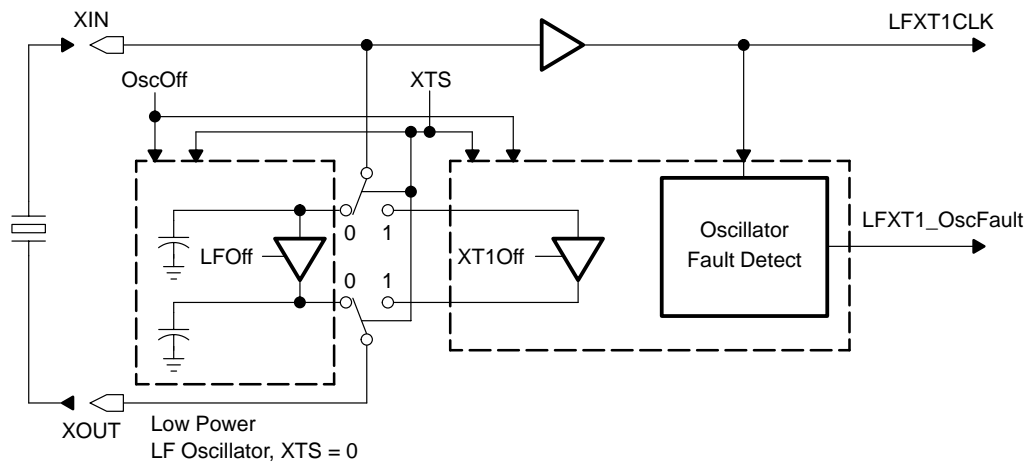 XIN
LFXT1CLK
OscOff
XTS
0 1
LFOff
XT1Off
0 1
Oscillator
Fault Detect
LFXT1_OscFault
XOUT
Low Power
LF Oscillator, XTS = 0